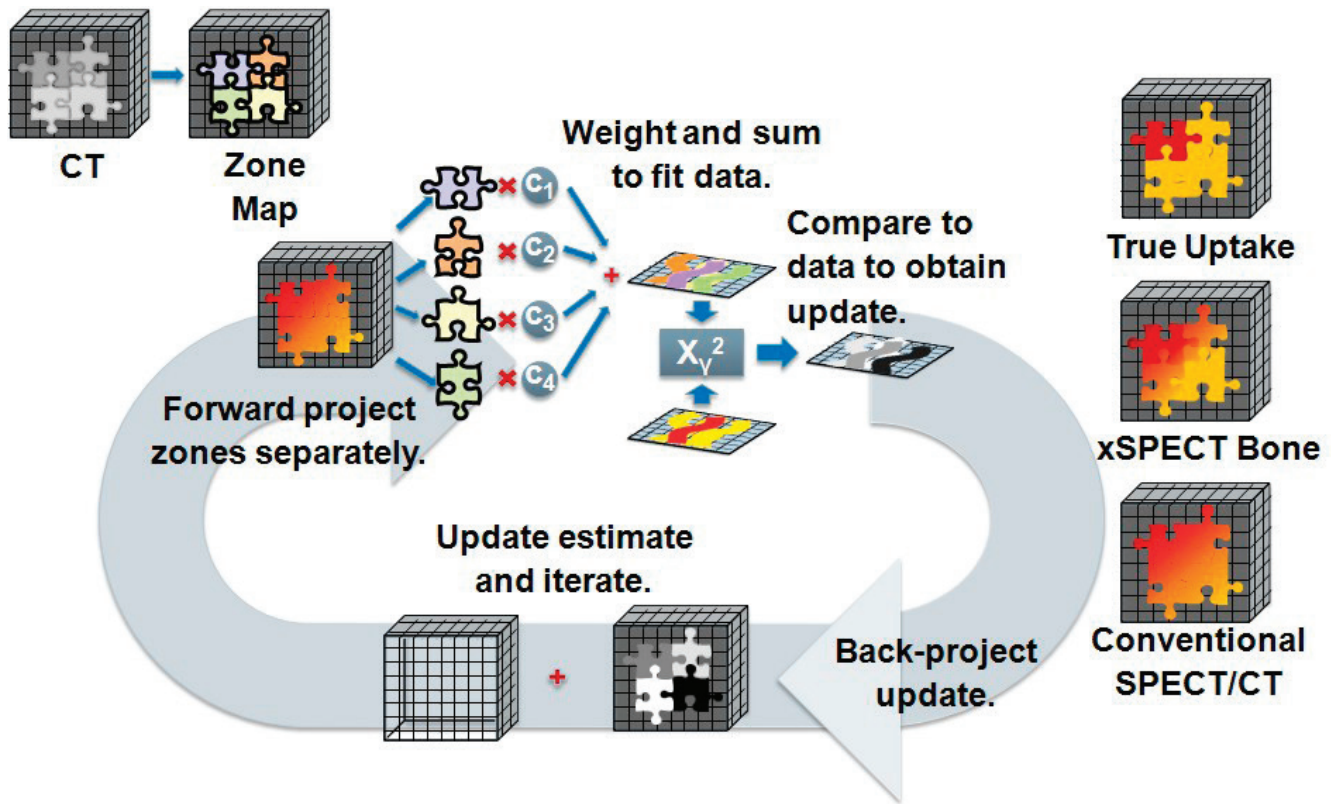 CT
Zone
Map
Weight and sum
to fit data.
C1
C2
C3
C4
Compare to
data to obtain
update.
Xγ2
Forward project
zones separately.
Update estimate
and iterate.
Back-project
update.
True Uptake
xSPECT Bone
Conventional
SPECT/CT